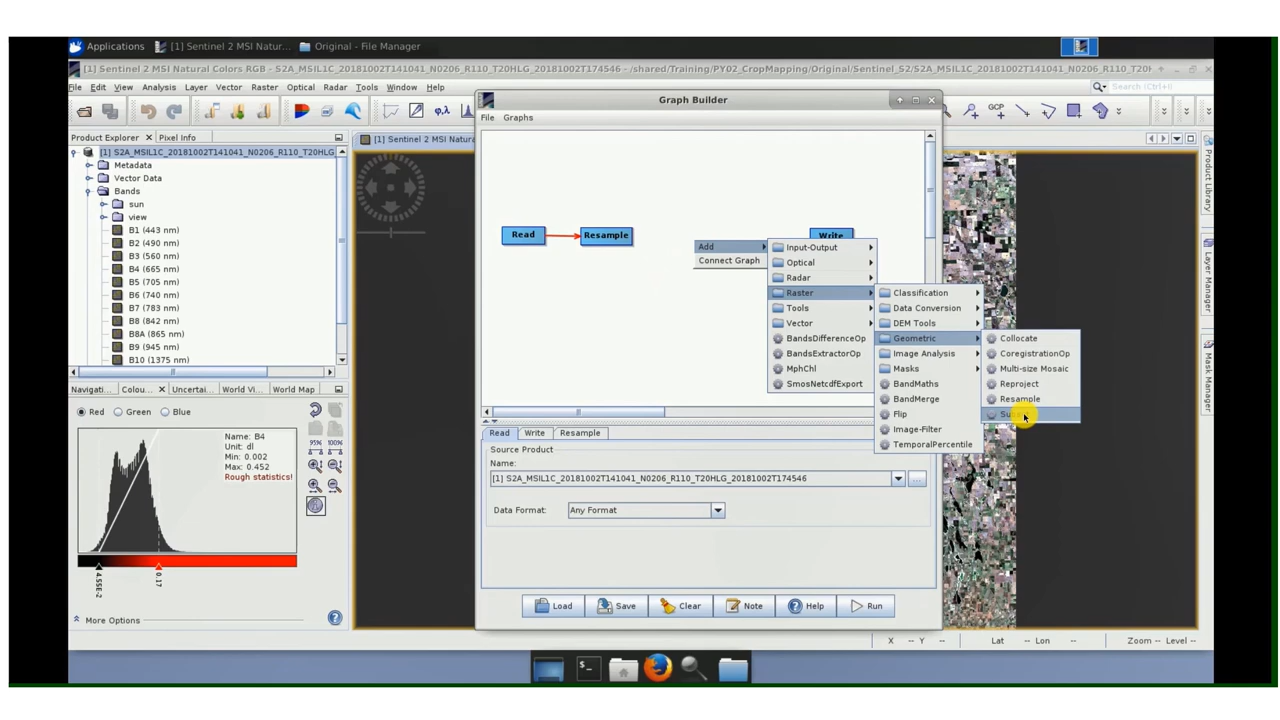 Applications [1] Sentinel 2 MSI Natur... Original - File Manager
[1] Sentinel 2 MSI Natural Colors RGB - S2A_MSIL1C_20181002T141041_N0206_R110_T20HLG_20181002T174546 - /shared/Training/PY02_CropMapping/Original/Sentinel_S2/S2A_MSIL1C_20181002T141041_N0206_R110_T20H
File Edit View Analysis Layer Vector Raster Optical Radar Tools Window Help
Search (Ctrl+I)
Graph Builder
File Graphs
GCP
Product Explorer Pixel Info
[1] Sentinel 2 MSI Natura
[1] S2A_MSIL1C_20181002T141041_N0206_R110_T20HLG
Metadata
Vector Data
Bands
sun
view
B1 (443 nm)
B2 (490 nm)
B3 (560 nm)
B4 (665 nm)
B5 (705 nm)
B6 (740 nm)
B7 (783 nm)
B8 (842 nm)
B8A (865 nm)
B9 (945 nm)
B10 (1375 nm)
Read Resample Write
Add
Connect Graph
Input-Output
Optical
Radar
Raster
Tools
Vector
BandsDifferenceOp
BandsExtractorOp
MphChl
SmosNetcdfExport
Classification
Data Conversion
DEM Tools
Geometric
Image Analysis
Masks
BandMaths
BandMerge
Flip
Image-Filter
TemporalPercentile
Collocate
CoregistrationOp
Multi-size Mosaic
Reproject
Resample
Product Library
Layer Manager
Mask Manager
Navigati... Colou... Uncertai... World Vi... World Map
Red Green Blue
Name: B4
Unit: dl
Min: 0.002
Max: 0.452
Rough statistics!
95% 100%
4.55E-2 0.17
More Options
Read Write Resample
Source Product
Name:
[1] S2A_MSIL1C_20181002T141041_N0206_R110_T20HLG_20181002T174546
...
Data Format: Any Format
Load Save Clear Note Help Run
X -- Y -- Lat -- Lon -- Zoom -- Level --